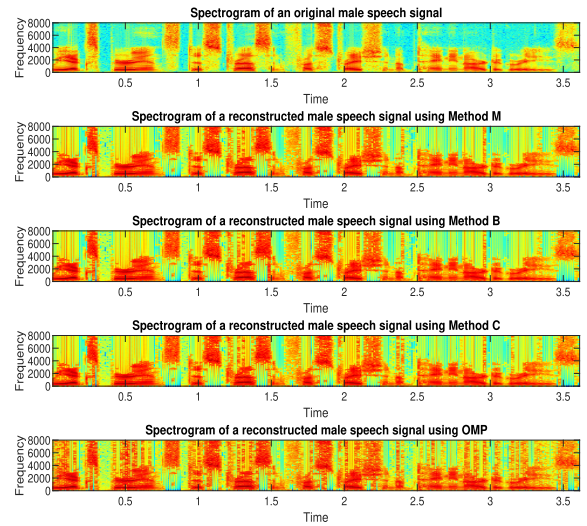 Spectrogram of an original male speech signal
Frequency
8000
6000
4000
2000
0
0.5 1 1.5 2 2.5 3 3.5
Time
Spectrogram of a reconstructed male speech signal using Method M
Frequency
8000
6000
4000
2000
0
0.5 1 1.5 2 2.5 3 3.5
Time
Spectrogram of a reconstructed male speech signal using Method B
Frequency
8000
6000
4000
2000
0
0.5 1 1.5 2 2.5 3 3.5
Time
Spectrogram of a reconstructed male speech signal using Method C
Frequency
8000
6000
4000
2000
0
0.5 1 1.5 2 2.5 3 3.5
Time
Spectrogram of a reconstructed male speech signal using OMP
Frequency
8000
6000
4000
2000
0
0.5 1 1.5 2 2.5 3 3.5
Time